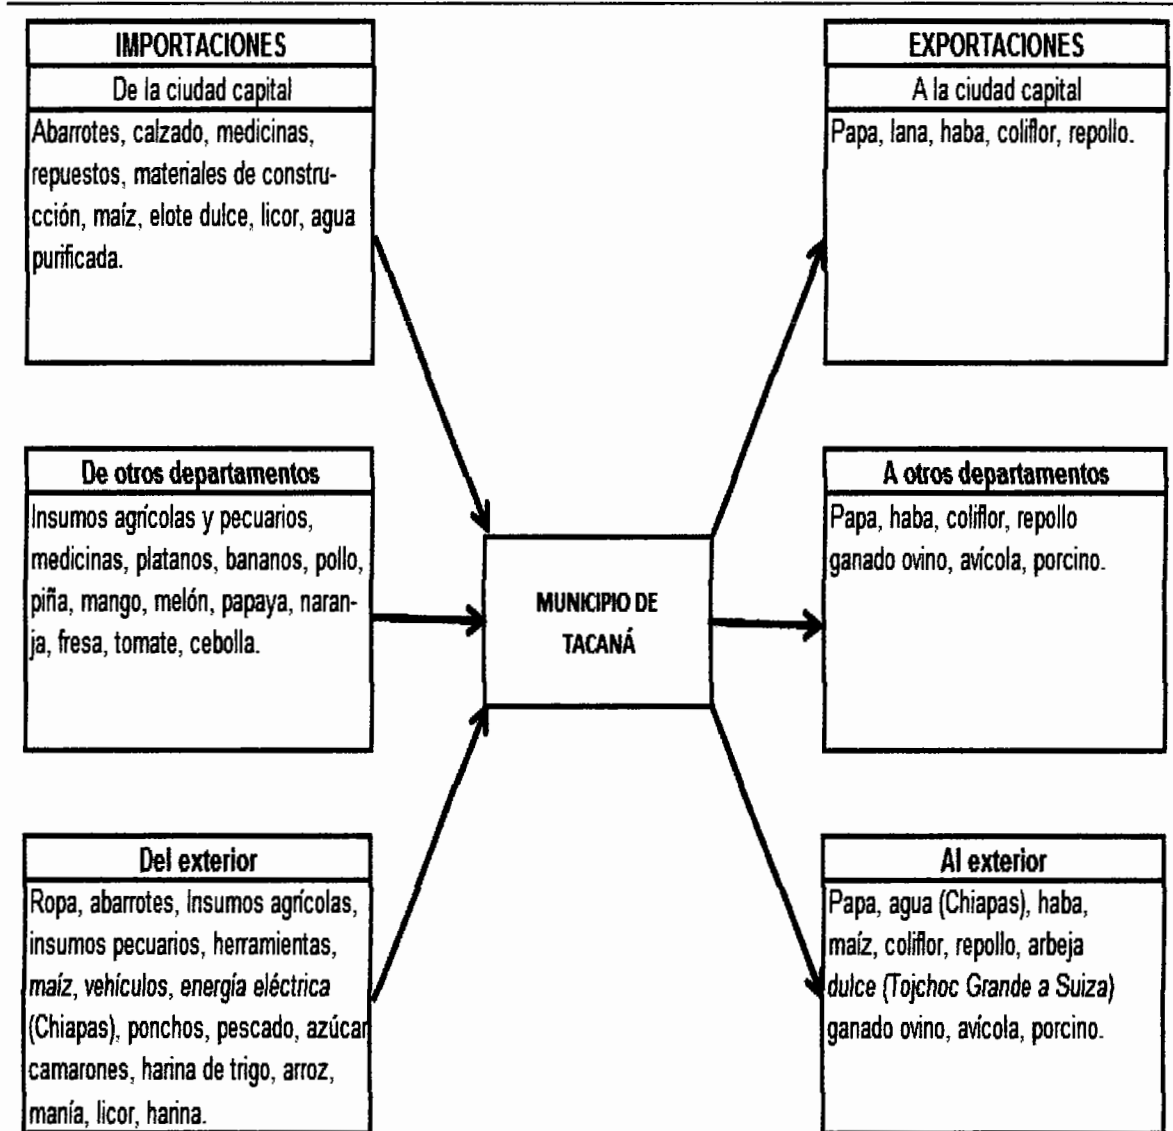 IMPORTACIONES
De la ciudad capital
Abarrotes, calzado, medicinas,
repuestos, materiales de constru-
cción, maíz, elote dulce, licor, agua
purificada.
De otros departamentos
Insumos agrícolas y pecuarios,
medicinas, platanos, bananos, pollo,
piña, mango, melón, papaya, naran-
ja, fresa, tomate, cebolla.
Del exterior
Ropa, abarrotes, Insumos agrícolas,
insumos pecuarios, herramientas,
maíz, vehículos, energía eléctrica
(Chiapas), ponchos, pescado, azúcar
camarones, harina de trigo, arroz,
manía, licor, harina.
MUNICIPIO DE
TACANÁ
EXPORTACIONES
A la ciudad capital
Papa, lana, haba, coliflor, repollo.
A otros departamentos
Papa, haba, coliflor, repollo
ganado ovino, avícola, porcino.
Al exterior
Papa, agua (Chiapas), haba,
maíz, coliflor, repollo, arbeja
dulce (Tojchoc Grande a Suiza)
ganado ovino, avícola, porcino.